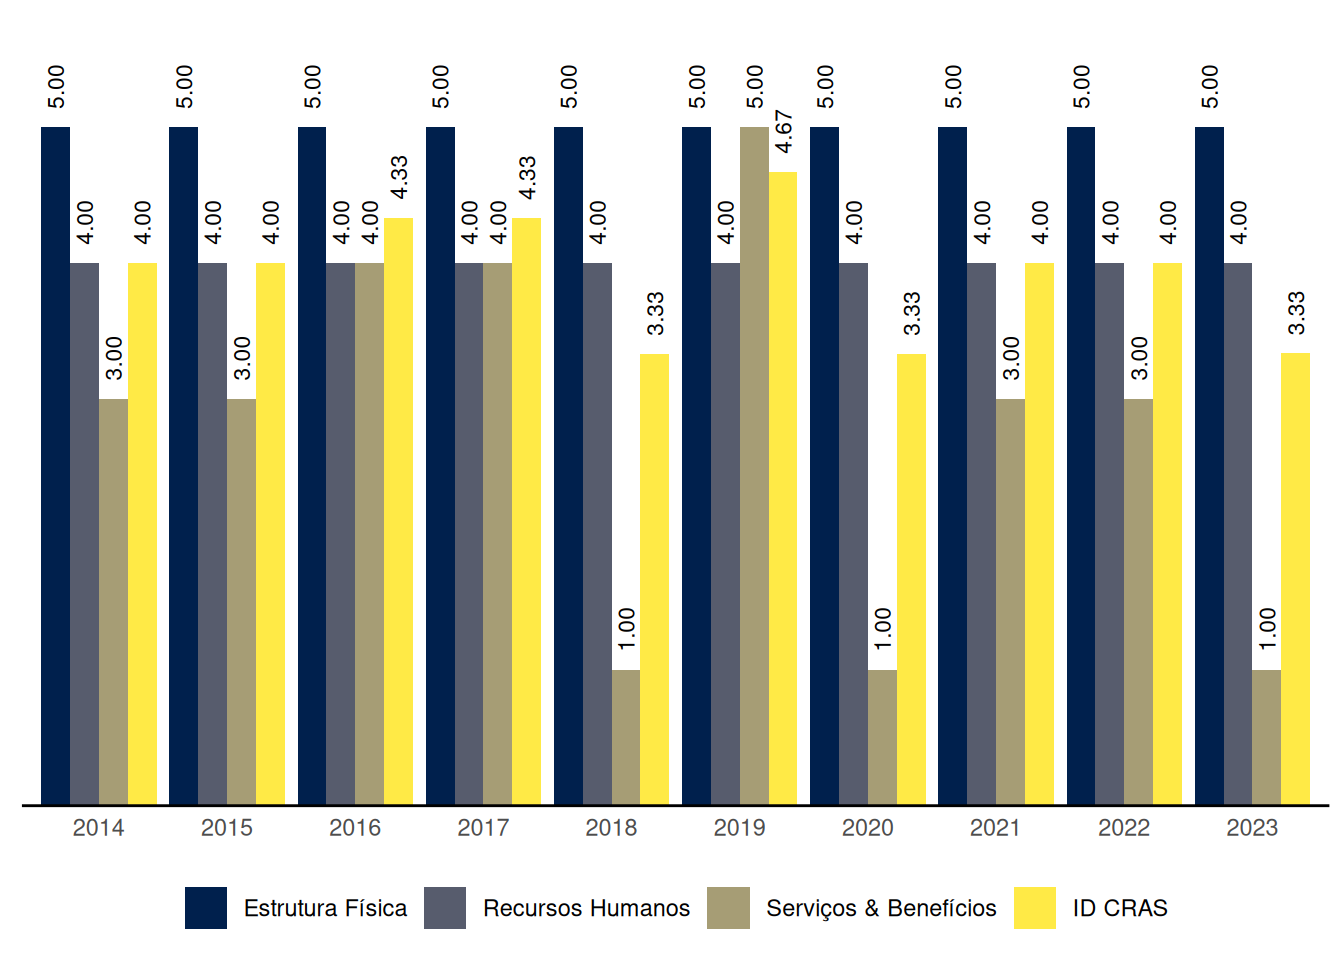 5.00 4.00 3.00 4.00 5.00 4.00 3.00 4.00 5.00 4.00 4.00 4.33 5.00 4.00 4.00 4.33 5.00 4.00 1.00 3.33 5.00 4.00 5.00 4.67 5.00 4.00 1.00 3.33 5.00 4.00 3.00 4.00 5.00 4.00 3.00 4.00 5.00 4.00 1.00 3.33
2014 2015 2016 2017 2018 2019 2020 2021 2022 2023
Estrutura Física Recursos Humanos Serviços & Benefícios ID CRAS